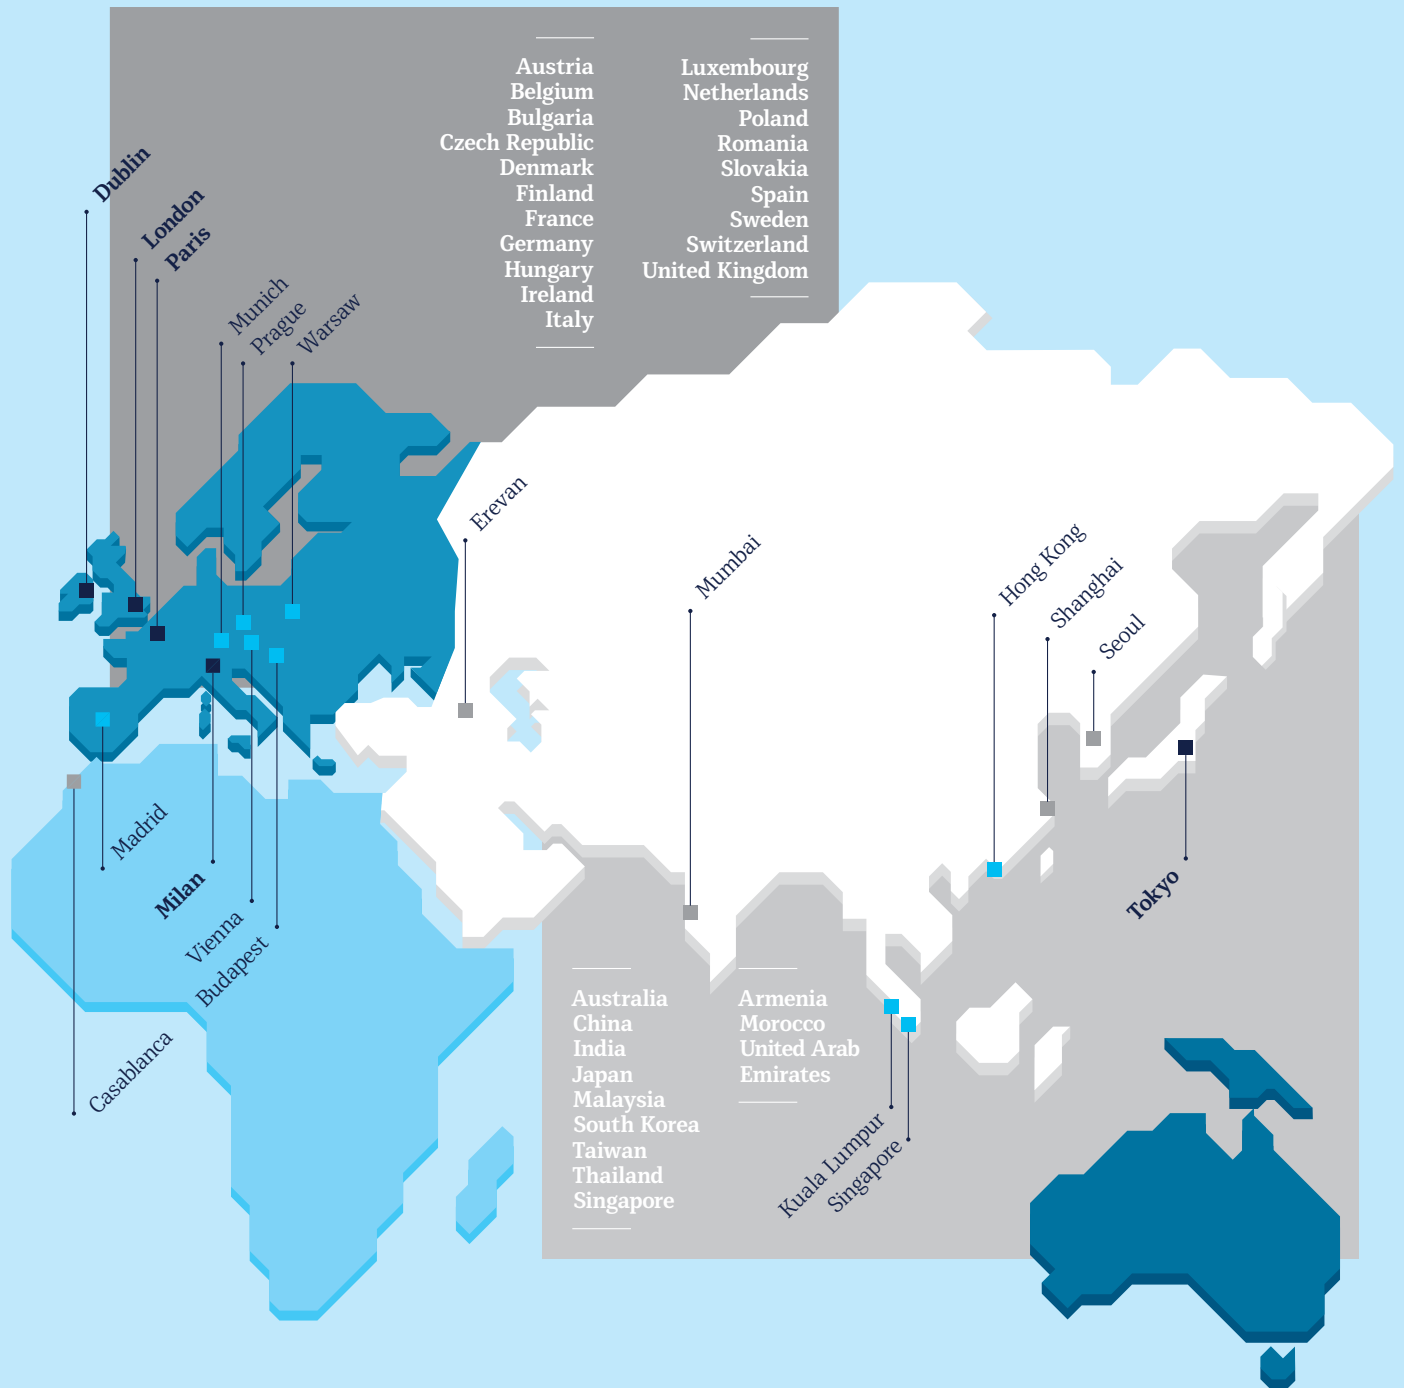 Austria
Belgium
Bulgaria
Czech Republic
Denmark
Finland
France
Germany
Hungary
Ireland
Italy
Luxembourg
Netherlands
Poland
Romania
Slovakia
Spain
Sweden
Switzerland
United Kingdom
Dublin
London
Paris
Munich
Prague
Warsaw
Erevan
Mumbai
Hong Kong
Shanghai
Seoul
Madrid
Milan
Vienna
Budapest
Casablanca
Tokyo
Australia
China
India
Japan
Malaysia
South Korea
Taiwan
Thailand
Singapore
Armenia
Morocco
United Arab
Emirates
Kuala Lumpur
Singapore